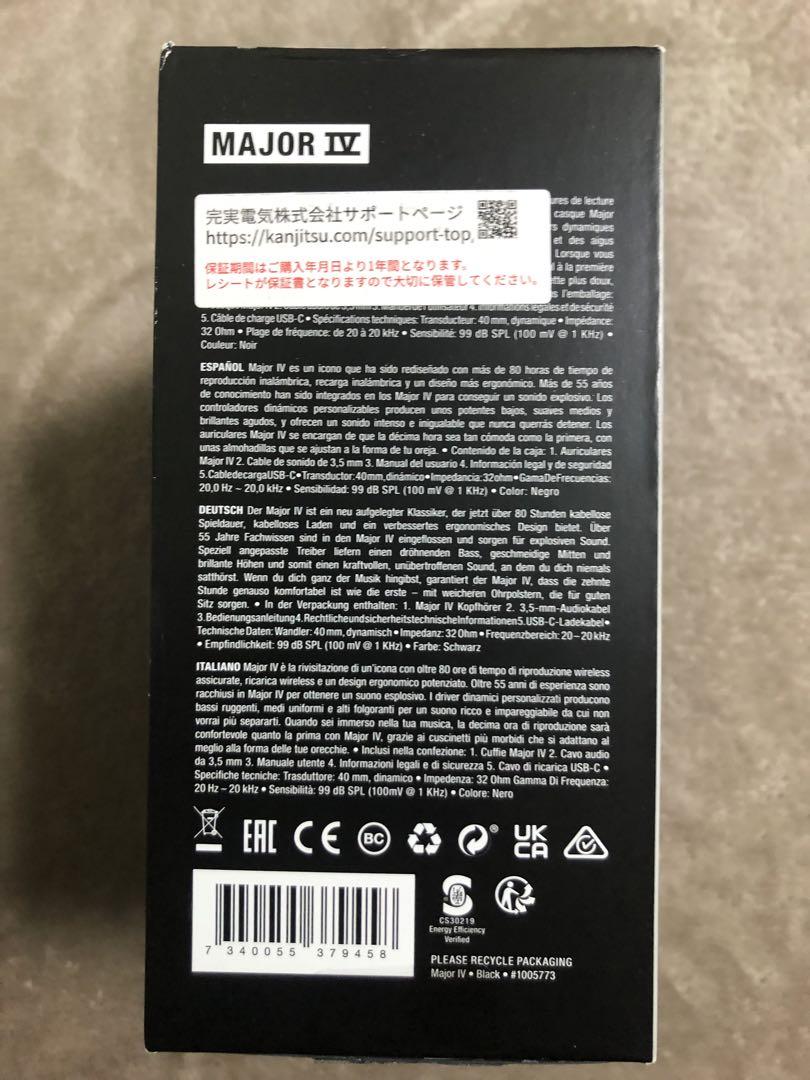 MAJOR IV
完実電気株式会社サポートページ
https://kanjitsu.com/support-top/
保証期間はご購入年月日より1年間となります。
レシートが保証書となりますので大切に保管してください。
res de lecture
casque Major
dynamiques
et des aigus
Lorsque vous
à la première
plus doux,
l'emballage:
Manuel de l'utilisateur 4. Informations légales et de sécurité
5. Câble de charge USB-C • Spécifications techniques: Transducteur: 40 mm, dynamique • Impédance:
32 Ohm • Plage de fréquence: de 20 à 20 kHz • Sensibilité: 99 dB SPL (100 mV @ 1 KHz) •
Couleur: Noir
ESPAÑOL Major IV es un icono que ha sido rediseñado con más de 80 horas de tiempo de
reproducción inalámbrica, recarga inalámbrica y un diseño más ergonómico. Más de 55 años
de conocimiento han sido integrados en los Major IV para conseguir un sonido explosivo. Los
controladores dinámicos personalizables producen unos potentes bajos, suaves medios y
brillantes agudos, y ofrecen un sonido intenso e inigualable que nunca querrás detener. Los
auriculares Major IV se encargan de que la décima hora sea tan cómoda como la primera, con
unas almohadillas que se ajustan a la forma de tu oreja. • Contenido de la caja: 1. Auriculares
Major IV 2. Cable de sonido de 3,5 mm 3. Manual del usuario 4. Información legal y de seguridad
5.CabledecargaUSB-C•Transductor:40mm,dinámico•Impedancia:32ohm•GamaDeFrecuencias:
20,0 Hz ~ 20,0 kHz • Sensibilidad: 99 dB SPL (100 mV @ 1 KHz) • Color: Negro
DEUTSCH Der Major IV ist ein neu aufgelegter Klassiker, der jetzt über 80 Stunden kabellose
Spieldauer, kabelloses Laden und ein verbessertes ergonomisches Design bietet. Über
55 Jahre Fachwissen sind in den Major IV eingeflossen und sorgen für explosiven Sound.
Speziell angepasste Treiber liefern einen dröhnenden Bass, geschmeidige Mitten und
brillante Höhen und somit einen kraftvollen, unübertroffenen Sound, an dem du dich niemals
satthörst. Wenn du dich ganz der Musik hingibst, garantiert der Major IV, dass die zehnte
Stunde genauso komfortabel ist wie die erste – mit weicheren Ohrpolstern, die für guten
Sitz sorgen. • In der Verpackung enthalten: 1. Major IV Kopfhörer 2. 3,5-mm-Audiokabel
3.Bedienungsanleitung4.RechtlicheundsicherheitstechnischeInformationen5.USB-C-Ladekabel•
Technische Daten: Wandler: 40 mm, dynamisch • Impedanz: 32 Ohm • Frequenzbereich: 20–20 kHz
• Empfindlichkeit: 99 dB SPL (100 mV @ 1 KHz) • Farbe: Schwarz
ITALIANO Major IV è la rivisitazione di un'icona con oltre 80 ore di tempo di riproduzione wireless
assicurate, ricarica wireless e un design ergonomico potenziato. Oltre 55 anni di esperienza sono
racchiusi in Major IV per ottenere un suono esplosivo. I driver dinamici personalizzati producono
bassi ruggenti, medi uniformi e alti folgoranti per un suono ricco e impareggiabile da cui non
vorrai più separarti. Quando sei immerso nella tua musica, la decima ora di riproduzione sarà
confortevole quanto la prima con Major IV, grazie ai cuscinetti più morbidi che si adattano al
meglio alla forma delle tue orecchie. • Inclusi nella confezione: 1. Cuffie Major IV 2. Cavo audio
da 3,5 mm 3. Manuale utente 4. Informazioni legali e di sicurezza 5. Cavo di ricarica USB-C •
Specifiche tecniche: Trasduttore: 40 mm, dinamico • Impedenza: 32 Ohm Gamma Di Frequenza:
20 Hz – 20 kHz • Sensibilità: 99 dB SPL (100mV @ 1 KHz) • Colore: Nero
EAC CE BC UK CA
7 340055 379458
CS30219
Energy Efficiency
Verified
PLEASE RECYCLE PACKAGING
Major IV • Black • #1005773